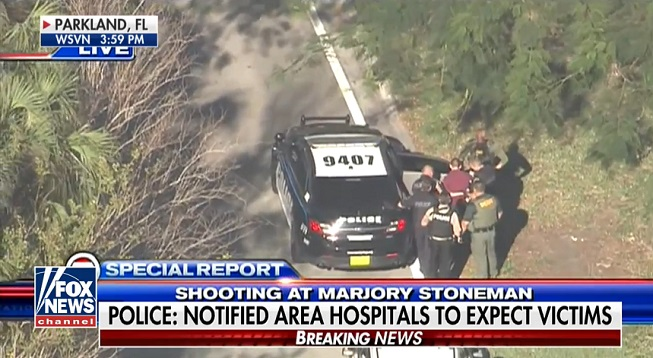 PARKLAND, FL
WSVN 3:59 PM
LIVE
9407
POLICE
POLICE
SPECIAL REPORT
SHOOTING AT MARJORY STONEMAN
FOX
NEWS
channel
POLICE: NOTIFIED AREA HOSPITALS TO EXPECT VICTIMS
BREAKING NEWS